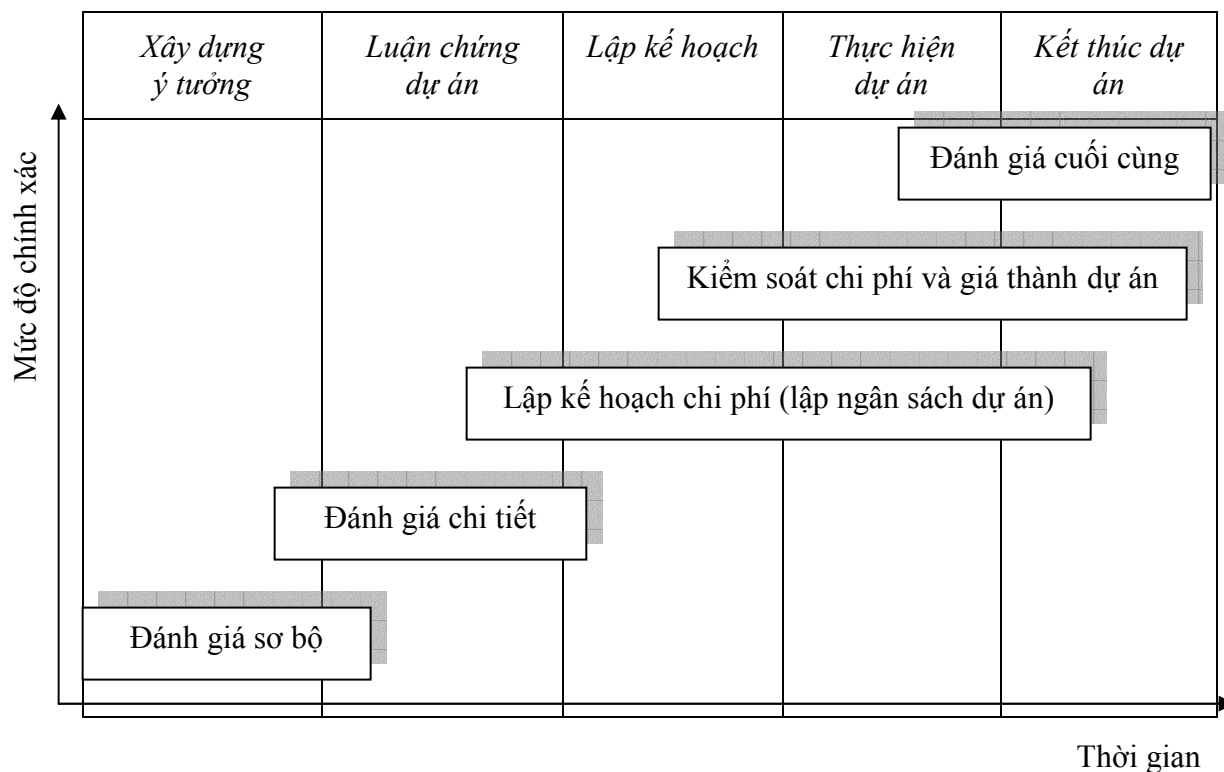 Xây dựng
ý tưởng
Luận chứng
dự án
Lập kế hoạch
Thực hiện
dự án
Kết thúc dự
án
Mức độ chính xác
Đánh giá cuối cùng
Kiểm soát chi phí và giá thành dự án
Lập kế hoạch chi phí (lập ngân sách dự án)
Đánh giá chi tiết
Đánh giá sơ bộ
Thời gian